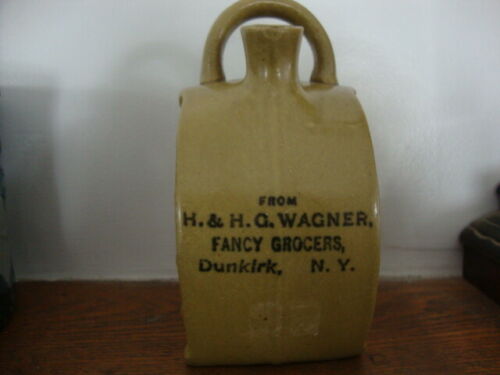 FROM
H. & H. G. WAGNER,
FANCY GROCERS,
Dunkirk, N. Y.